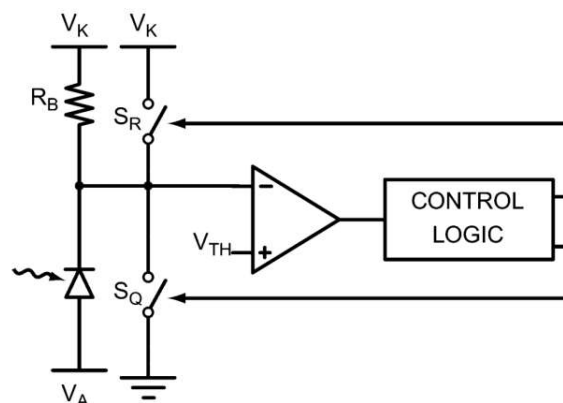 V_K V_K
R_B
S_R
−
CONTROL
LOGIC
V_TH +
S_Q
V_A